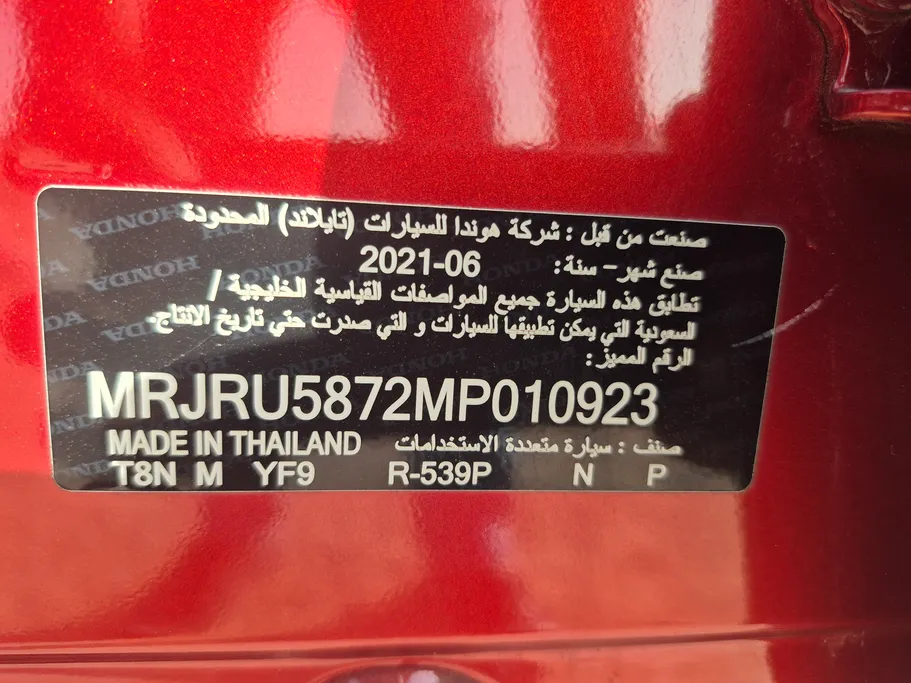 صنعت من قبل : شركة هوندا للسيارات (تايلاند) المحدودة
صنع شهر - سنة : 2021-06
تطابق هذه السيارة جميع المواصفات القياسية الخليجية /
السعودية التي يمكن تطبيقها للسيارات و التي صدرت حتي تاريخ الانتاج.
الرقم المميز :
MRJRU5872MP010923
MADE IN THAILAND صنف : سيارة متعددة الاستخدامات
T8N M YF9 R-539P N P
HONDA